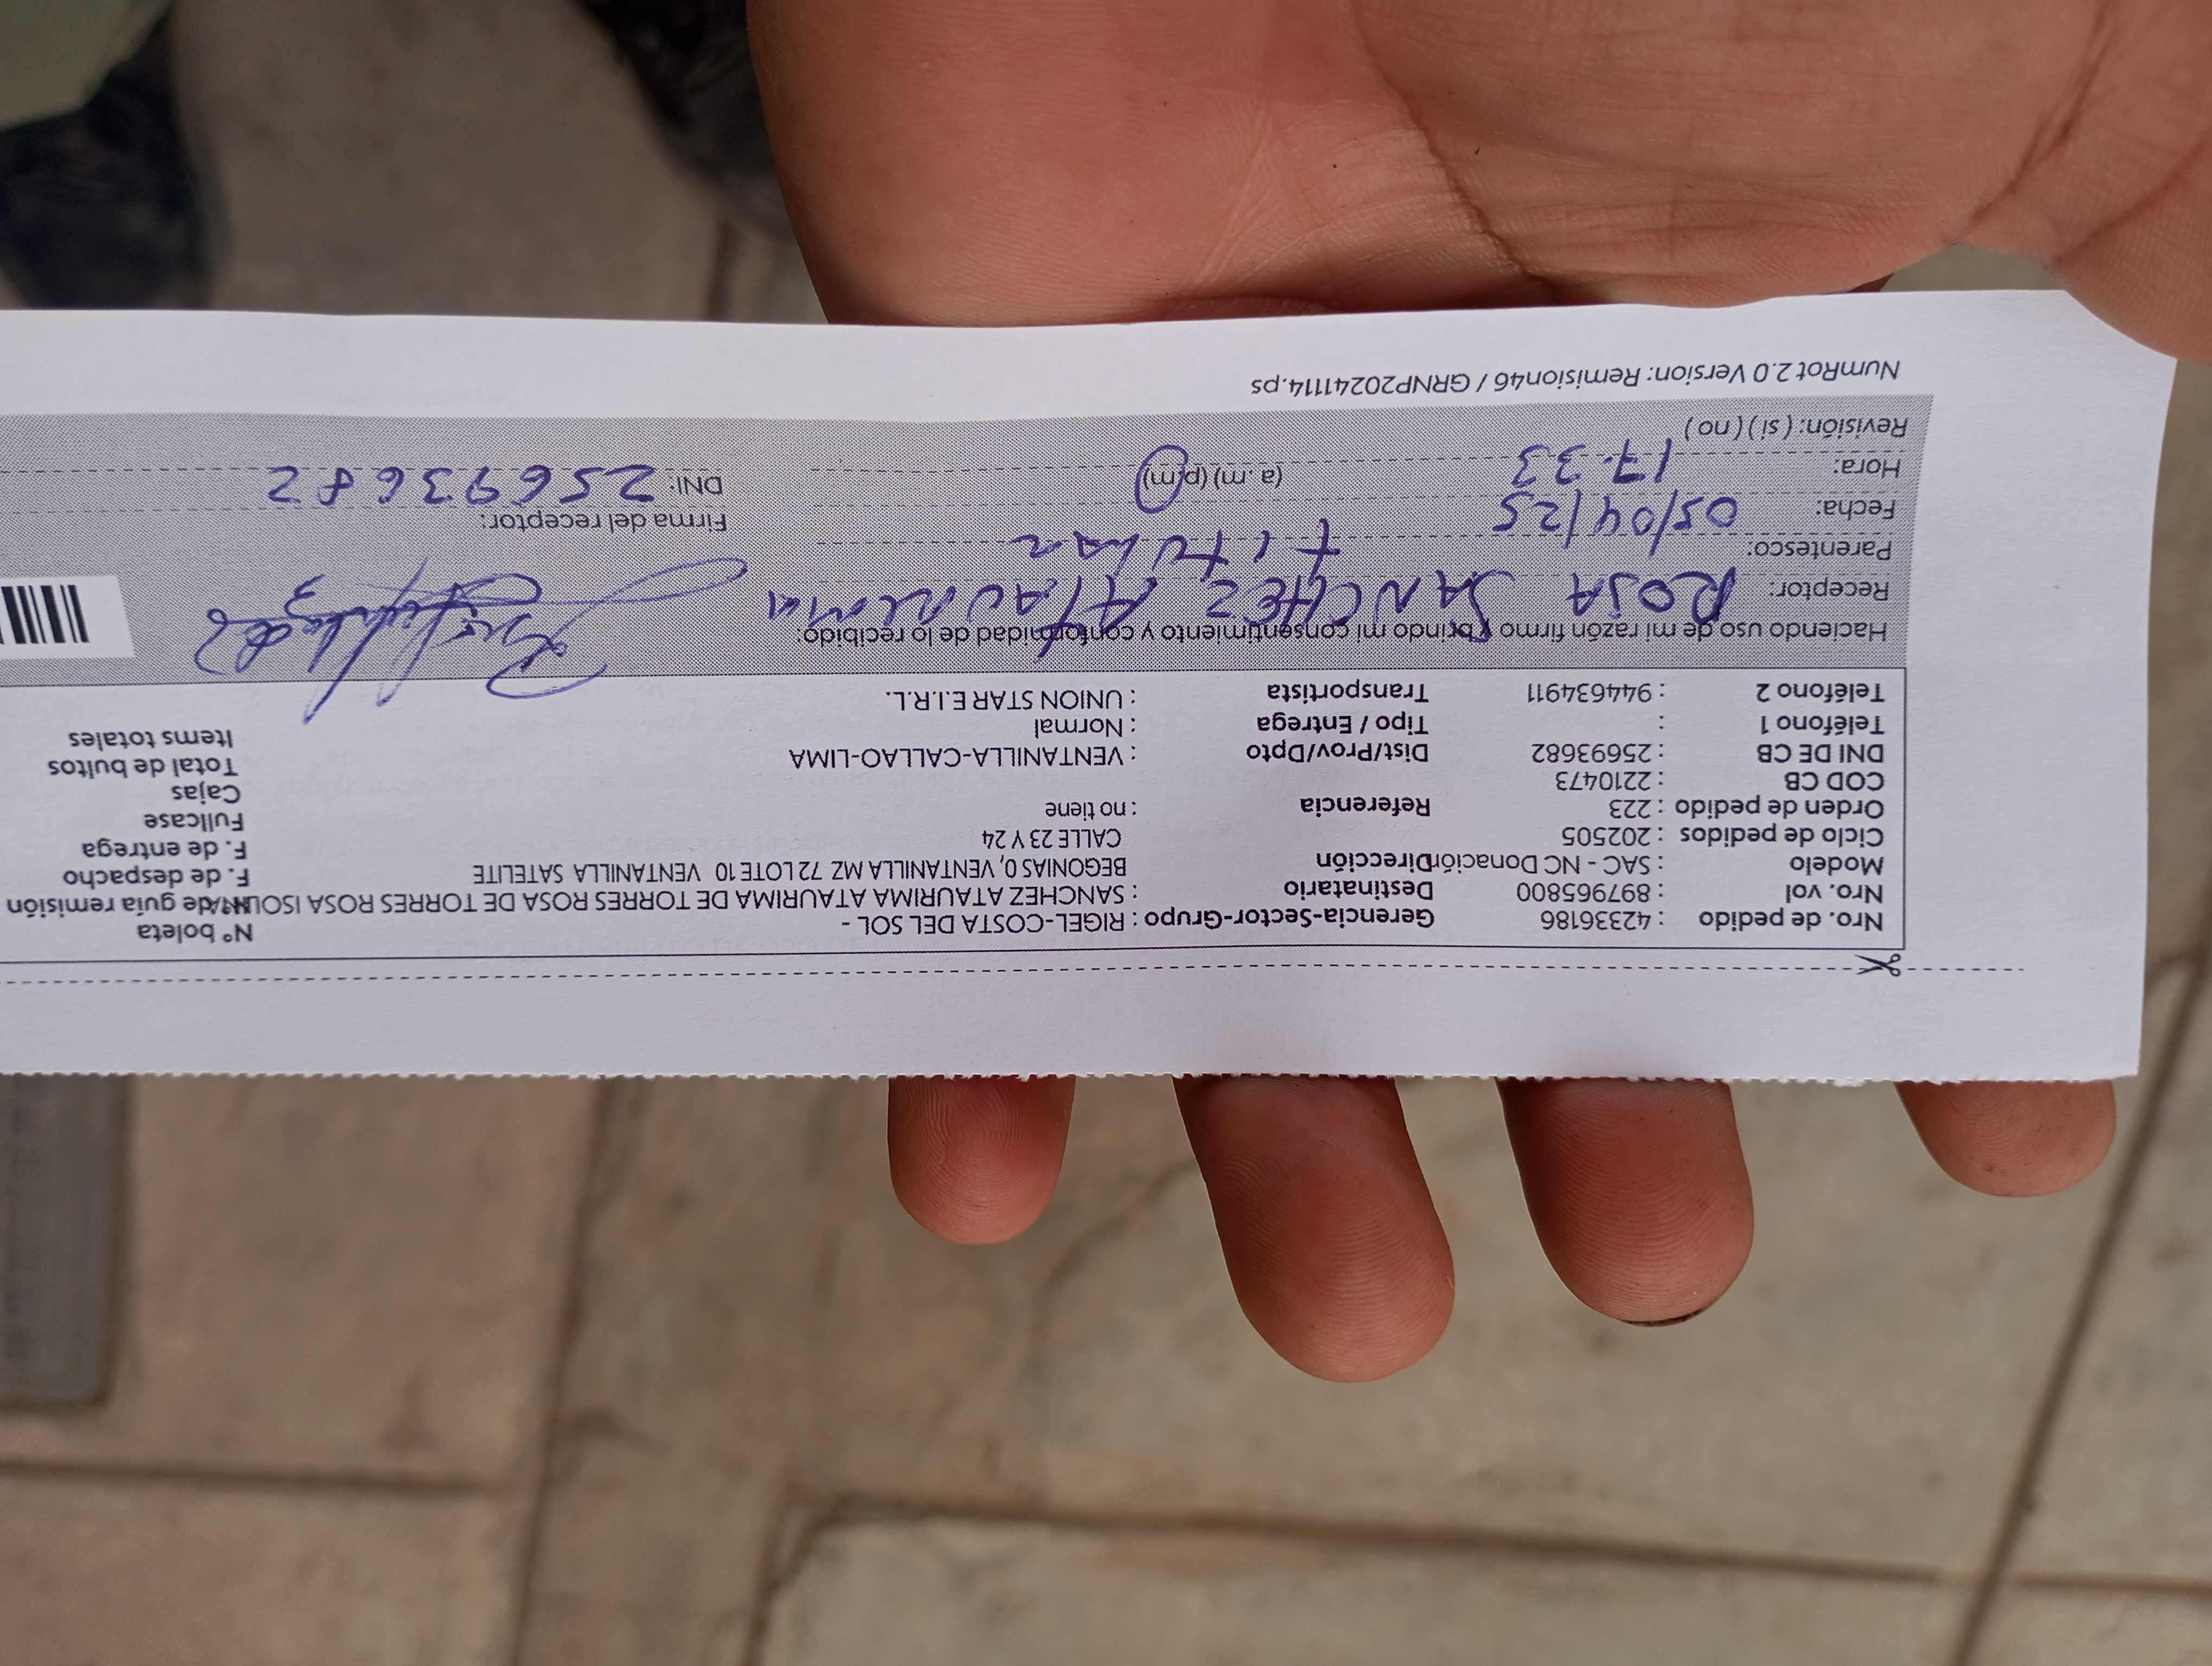 Nro. de pedido : 42336186 Gerencia-Sector-Grupo : RIGEL-COSTA DEL SOL - N° boleta
Nro. vol : 897965800 Destinatario : SANCHEZ ATAURIMA ATAURIMA DE TORRES ROSA DE TORRES ROSA ISOLINA N° de guia remisión
Modelo : SAC - NC Donación Dirección BEGONIAS 0, VENTANILLA MZ 72 LOTE 10 VENTANILLA SATELITE F. de despacho
Ciclo de pedidos : 202505 CALLE 23 Y 24 F. de entrega
Orden de pedido : 223 Referencia : no tiene Fullcase
COD CB : 2210473 Cajas
DNI DE CB : 25693682 Dist/Prov/Dpto : VENTANILLA-CALLAO-LIMA Total de bultos
Teléfono 1 : Tipo / Entrega : Normal Items totales
Teléfono 2 : 944634911 Transportista : UNION STAR E.I.R.L.
Haciendo uso de mi razón firmo y brindo mi consentimiento y conformidad de lo recibido:
Receptor: ROSA SANCHEZ Ataurima
Parentesco: titular
Fecha: 05/04/25 Firma del receptor:
Hora: 17:33 (a.m) (p.m) DNI: 25693682
Revisión: ( si ) ( no )
NumRot 2.0 Version: Remision46 / GRNP20241114.ps